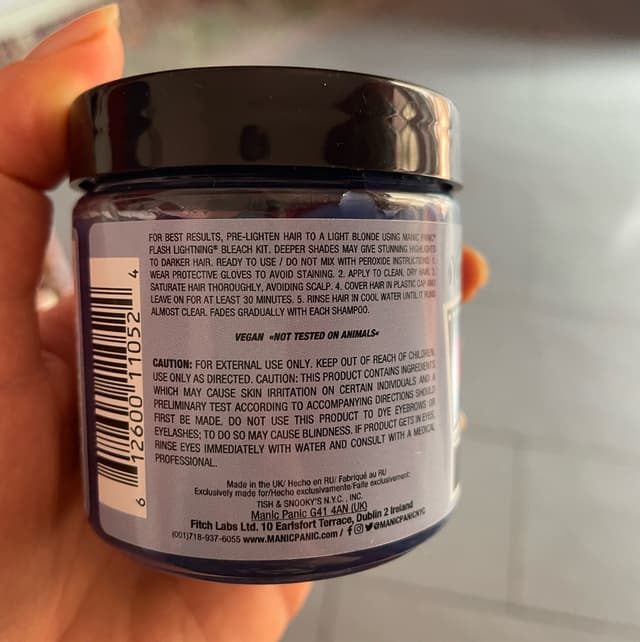 FOR BEST RESULTS, PRE-LIGHTEN HAIR TO A LIGHT BLONDE USING MANIC PANIC®
FLASH LIGHTNING® BLEACH KIT. DEEPER SHADES MAY GIVE STUNNING HIGHLIGHTS
TO DARKER HAIR. READY TO USE / DO NOT MIX WITH PEROXIDE INSTRUCTIONS: 1.
WEAR PROTECTIVE GLOVES TO AVOID STAINING. 2. APPLY TO CLEAN, DRY HAIR. 3.
SATURATE HAIR THOROUGHLY, AVOIDING SCALP. 4. COVER HAIR IN PLASTIC CAP AND
LEAVE ON FOR AT LEAST 30 MINUTES. 5. RINSE HAIR IN COOL WATER UNTIL IT RUNS
ALMOST CLEAR. FADES GRADUALLY WITH EACH SHAMPOO.
VEGAN •NOT TESTED ON ANIMALS•
CAUTION: FOR EXTERNAL USE ONLY. KEEP OUT OF REACH OF CHILDREN,
USE ONLY AS DIRECTED. CAUTION: THIS PRODUCT CONTAINS INGREDIENTS
WHICH MAY CAUSE SKIN IRRITATION ON CERTAIN INDIVIDUALS AND A
PRELIMINARY TEST ACCORDING TO ACCOMPANYING DIRECTIONS SHOULD
FIRST BE MADE. DO NOT USE THIS PRODUCT TO DYE EYEBROWS OR
EYELASHES; TO DO SO MAY CAUSE BLINDNESS. IF PRODUCT GETS IN EYES,
RINSE EYES IMMEDIATELY WITH WATER AND CONSULT WITH A MEDICAL
PROFESSIONAL.
Made in the UK/ Hecho en RU/ Fabriqué au RU
Exclusively made for/Hecho exclusivamente/Faite exclusivement:
TISH & SNOOKY'S N.Y.C., INC.
Manic Panic G41 4AN (UK)
Fitch Labs Ltd. 10 Earlsfort Terrace, Dublin 2 Ireland
(001)718-937-6055 www.MANICPANIC.com / @MANICPANICNYC
6 12600 11052 4